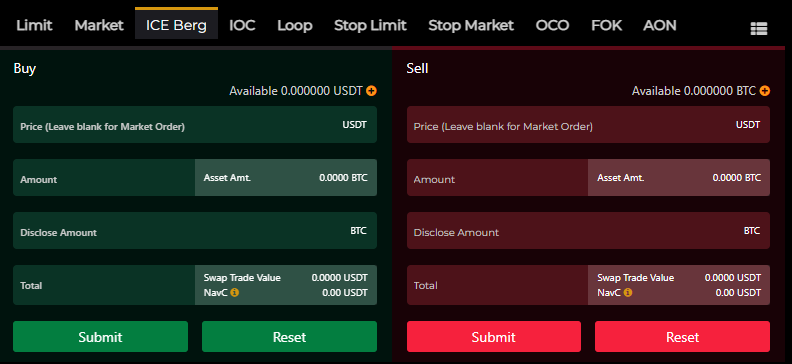 Limit Market ICE Berg IOC Loop Stop Limit Stop Market OCO FOK AON
Buy
Available 0.000000 USDT
Price (Leave blank for Market Order) USDT
Amount Asset Amt. 0.0000 BTC
Disclose Amount BTC
Total Swap Trade Value 0.0000 USDT
NavC 0.00 USDT
Submit Reset
Sell
Available 0.000000 BTC
Price (Leave blank for Market Order) USDT
Amount Asset Amt. 0.0000 BTC
Disclose Amount BTC
Total Swap Trade Value 0.0000 USDT
NavC 0.00 USDT
Submit Reset